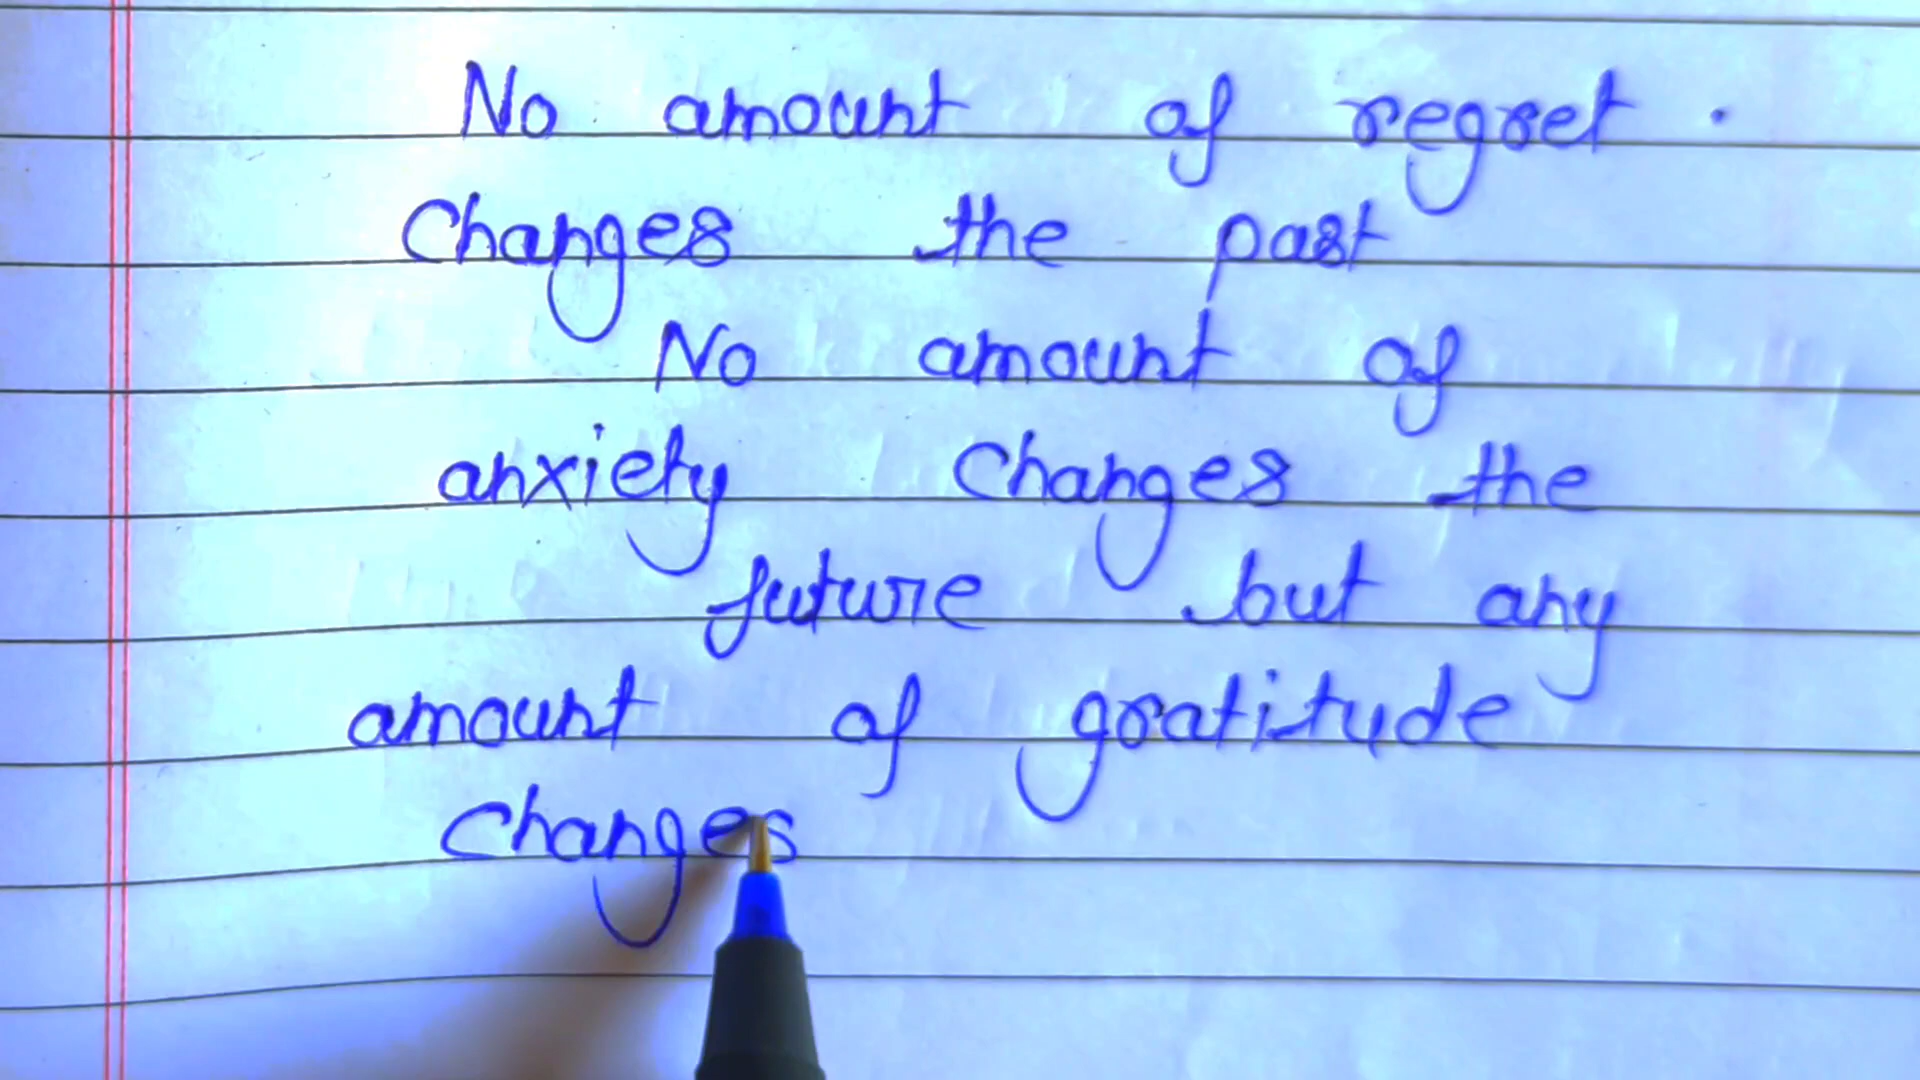 No amount of regret.
Changes the past
No amount of
anxiety Changes the
future but any
amount of gratitude
Changes